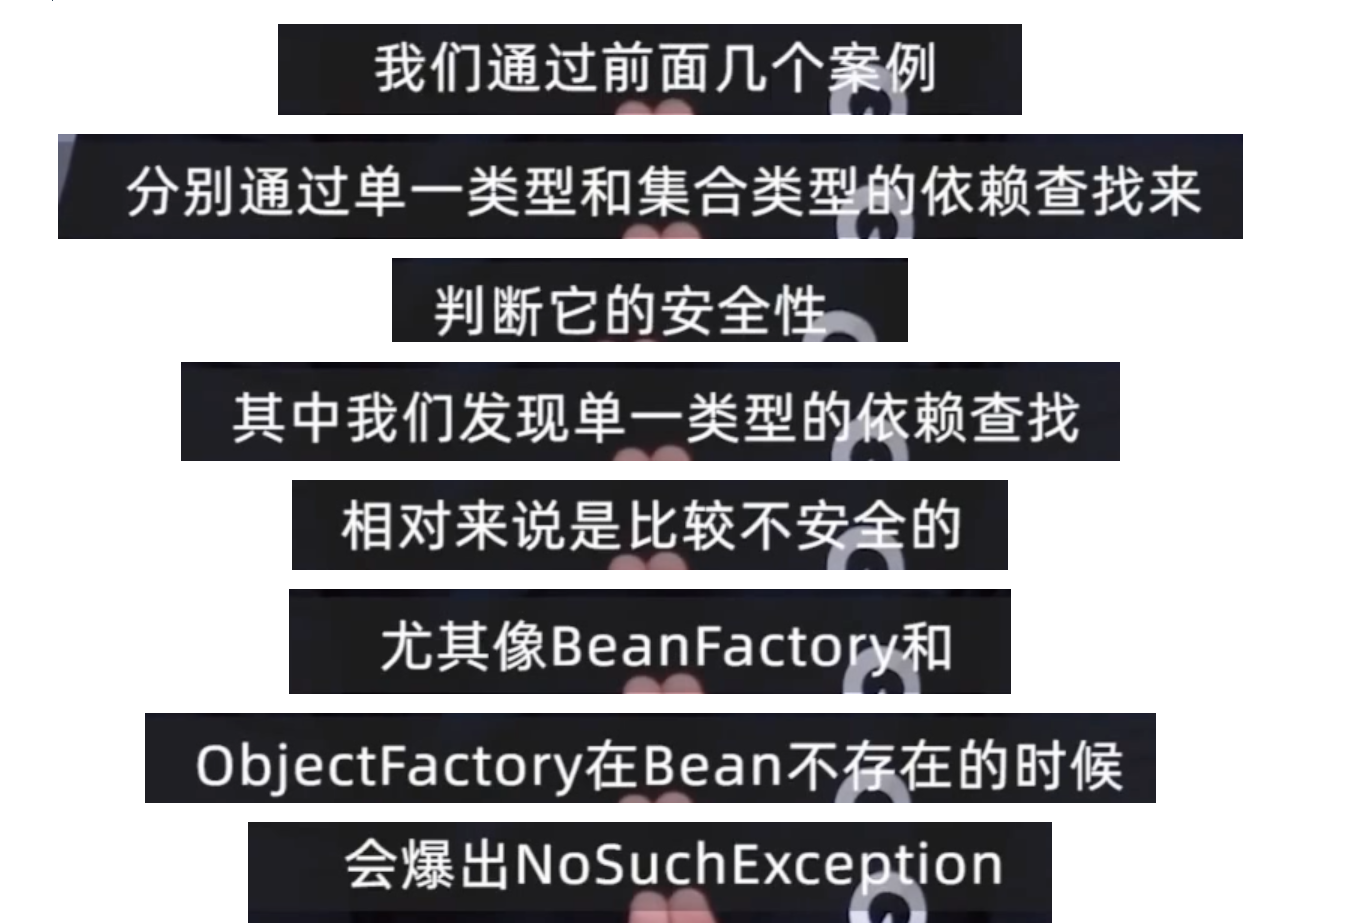 我们通过前面几个案例
分别通过单一类型和集合类型的依赖查找来
判断它的安全性
其中我们发现单一类型的依赖查找
相对来说是比较不安全的
尤其像BeanFactory和
ObjectFactory在Bean不存在的时候
会爆出NoSuchException